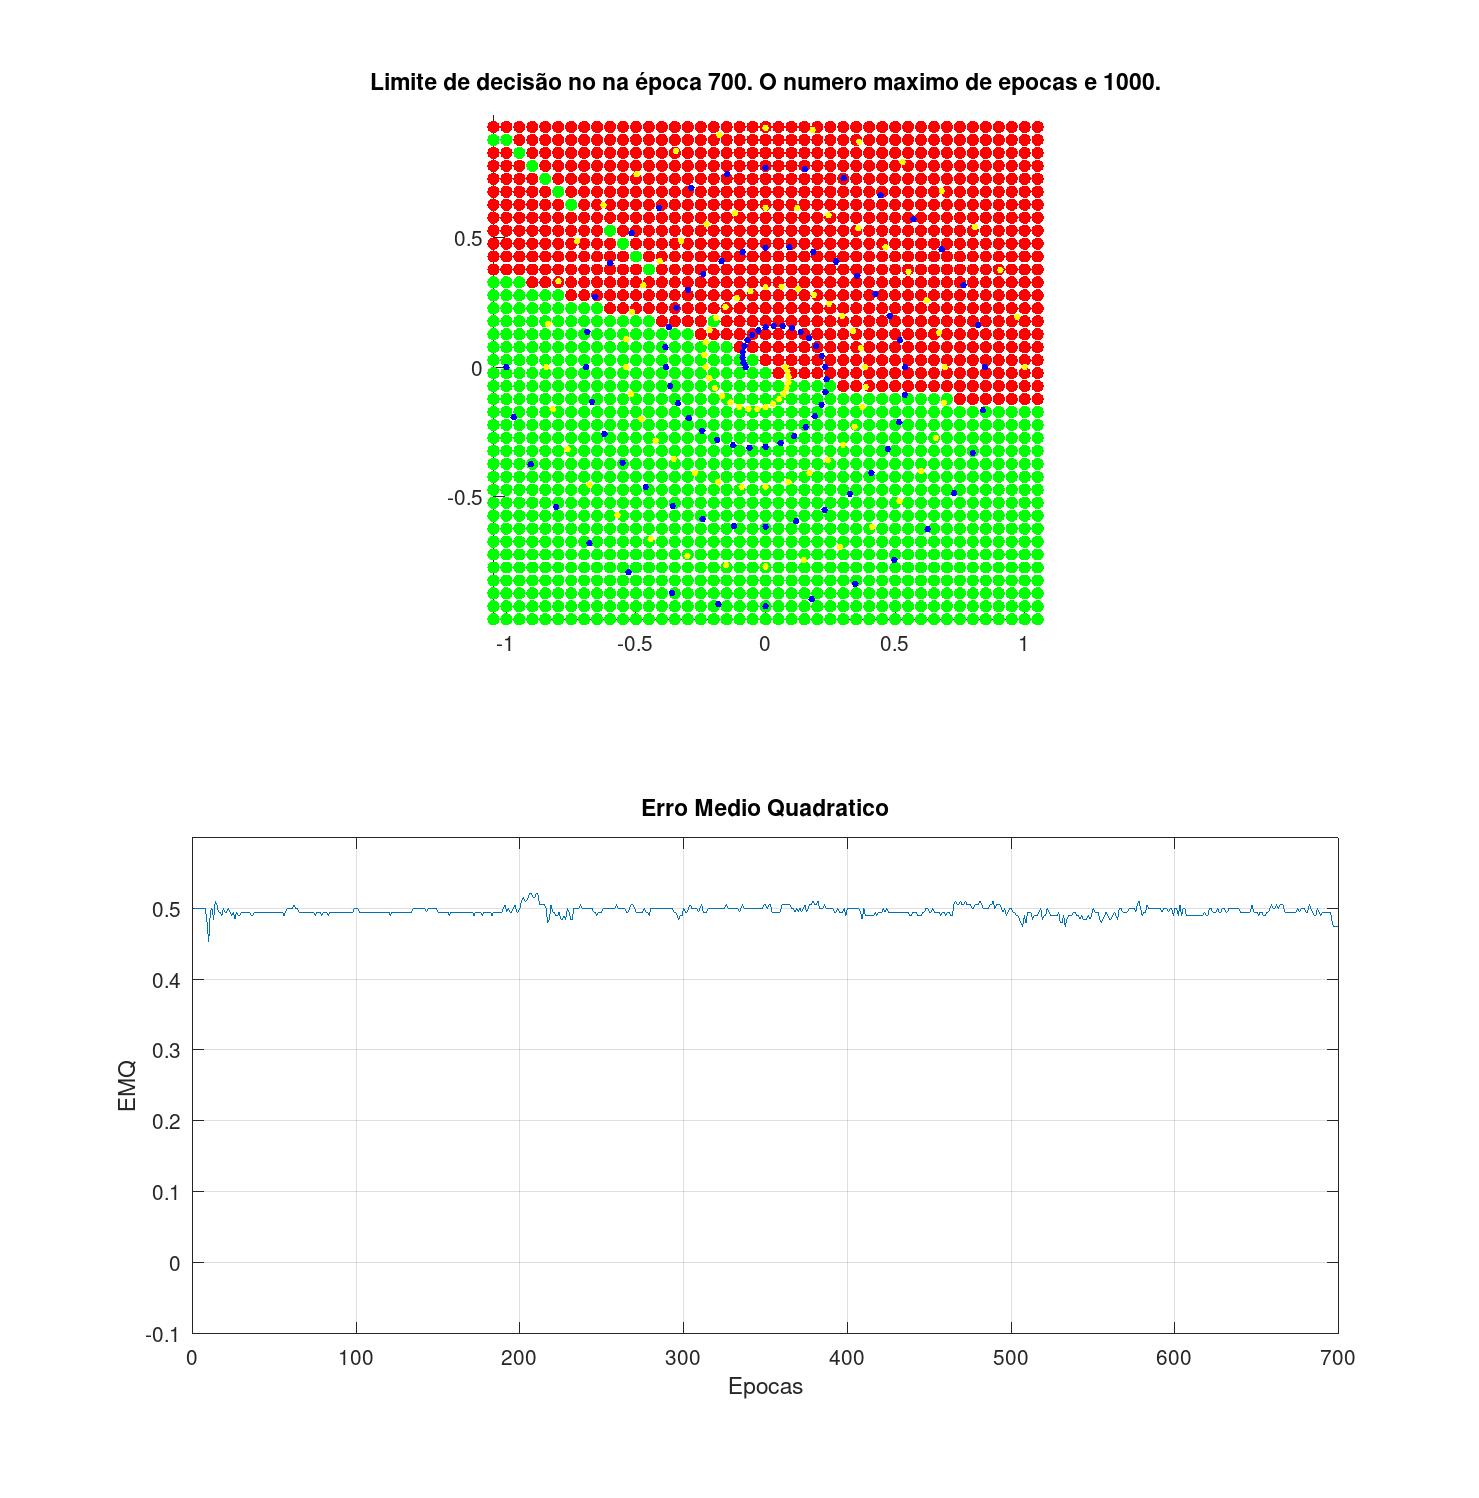 Limite de decisão no na época 700. O numero maximo de epocas e 1000.
0.5
0
-0.5
-1 -0.5 0 0.5 1
Erro Medio Quadratico
0.5
0.4
0.3
0.2
0.1
0
-0.1
EMQ
0 100 200 300 400 500 600 700
Epocas